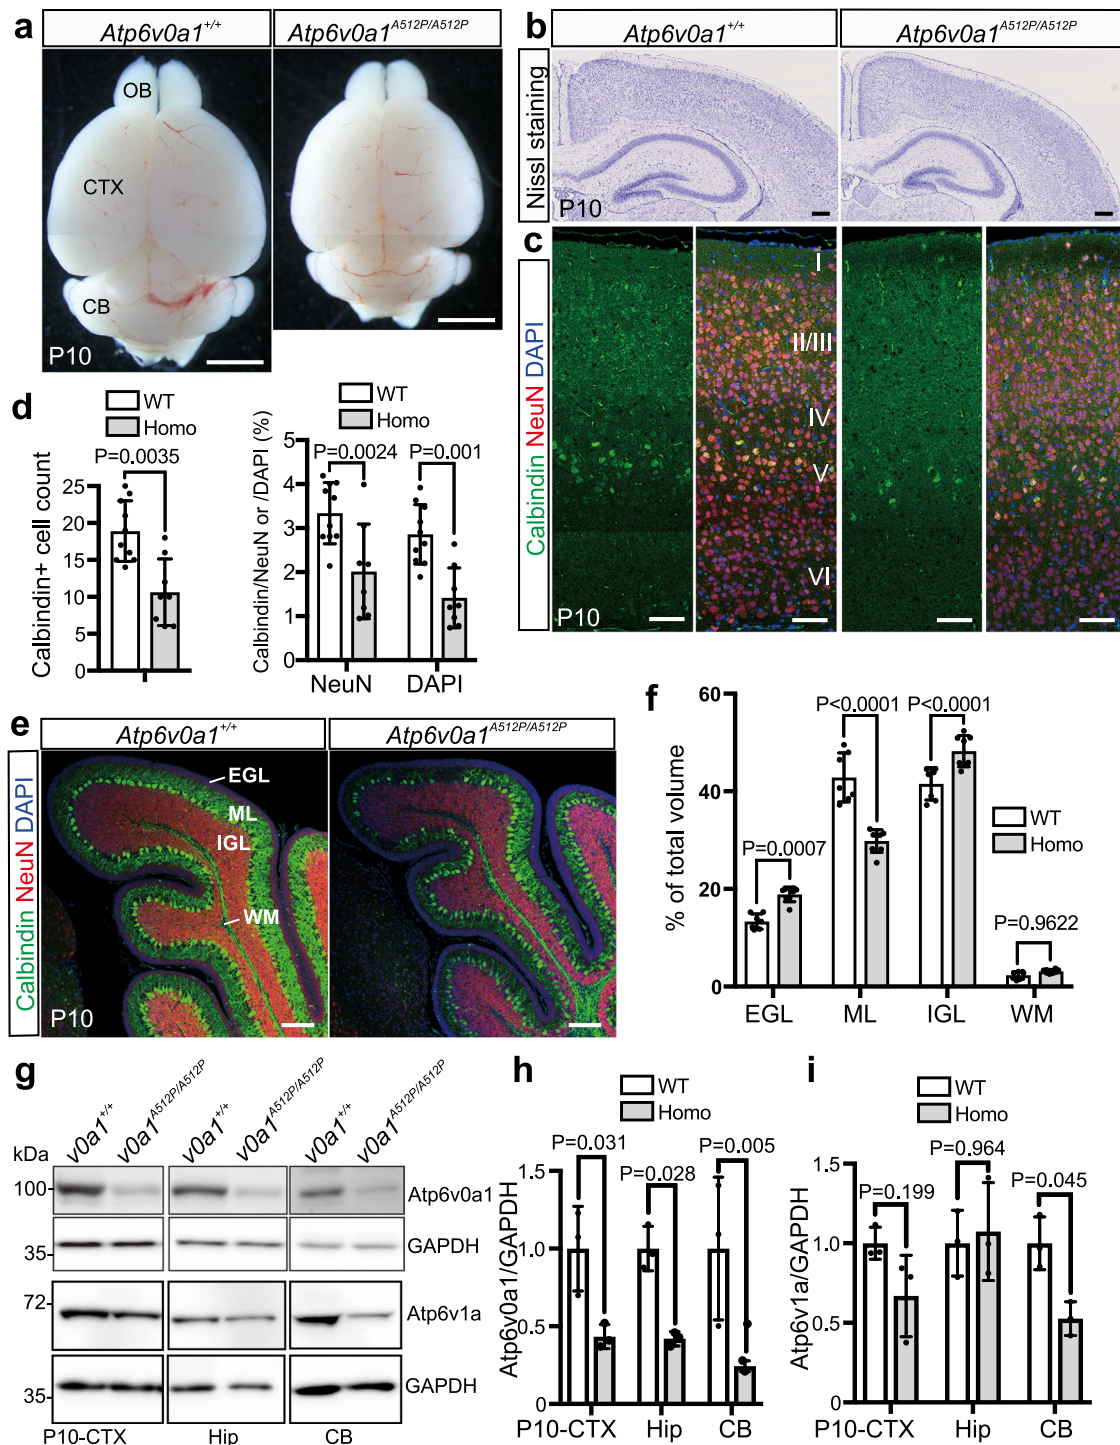 a
Atp6v0a1+/+
Atp6v0a1A512P/A512P
OB
CTX
CB
P10
b
Atp6v0a1+/+
Atp6v0a1A512P/A512P
Nissl staining
P10
c
Calbindin NeuN DAPI
I
II/III
IV
V
VI
P10
d
WT
Homo
P=0.0035
Calbindin+ cell count
25
20
15
10
5
0
WT
Homo
Calbindin/NeuN or /DAPI (%)
P=0.0024
P=0.001
5
4
3
2
1
0
NeuN
DAPI
e
Atp6v0a1+/+
Atp6v0a1A512P/A512P
Calbindin NeuN DAPI
EGL
ML
IGL
WM
P10
f
% of total volume
60
40
20
0
P=0.0007
P<0.0001
P<0.0001
P=0.9622
WT
Homo
EGL
ML
IGL
WM
g
v0a1+/+
v0a1A512P/A512P
v0a1+/+
v0a1A512P/A512P
v0a1+/+
v0a1A512P/A512P
kDa
100
Atp6v0a1
35
GAPDH
72
Atp6v1a
35
GAPDH
P10-CTX
Hip
CB
h
WT
Homo
P=0.031
P=0.028
P=0.005
Atp6v0a1/GAPDH
1.5
1.0
0.5
0
P10-CTX
Hip
CB
i
WT
Homo
P=0.199
P=0.964
P=0.045
Atp6v1a/GAPDH
1.5
1.0
0.5
0
P10-CTX
Hip
CB